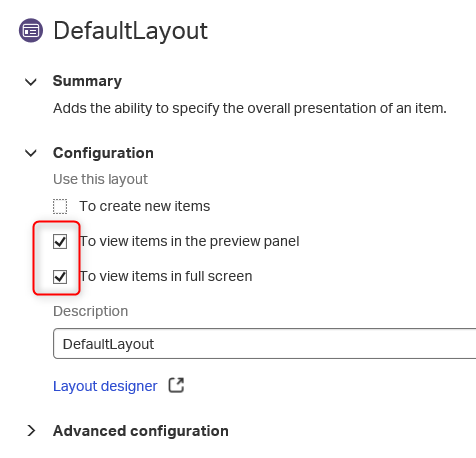 DefaultLayout
Summary
Adds the ability to specify the overall presentation of an item.
Configuration
Use this layout
To create new items
To view items in the preview panel
To view items in full screen
Description
DefaultLayout
Layout designer
Advanced configuration